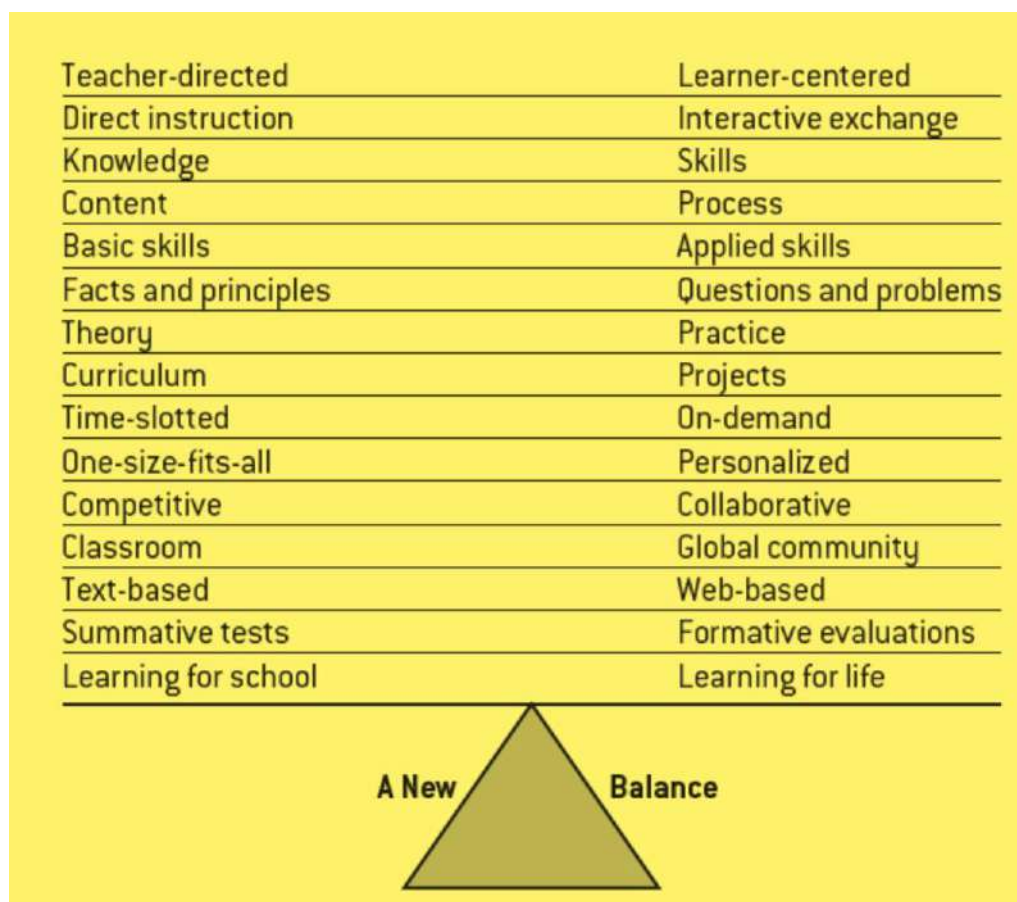 Teacher-directed Learner-centered
Direct instruction Interactive exchange
Knowledge Skills
Content Process
Basic skills Applied skills
Facts and principles Questions and problems
Theory Practice
Curriculum Projects
Time-slotted On-demand
One-size-fits-all Personalized
Competitive Collaborative
Classroom Global community
Text-based Web-based
Summative tests Formative evaluations
Learning for school Learning for life
A New Balance